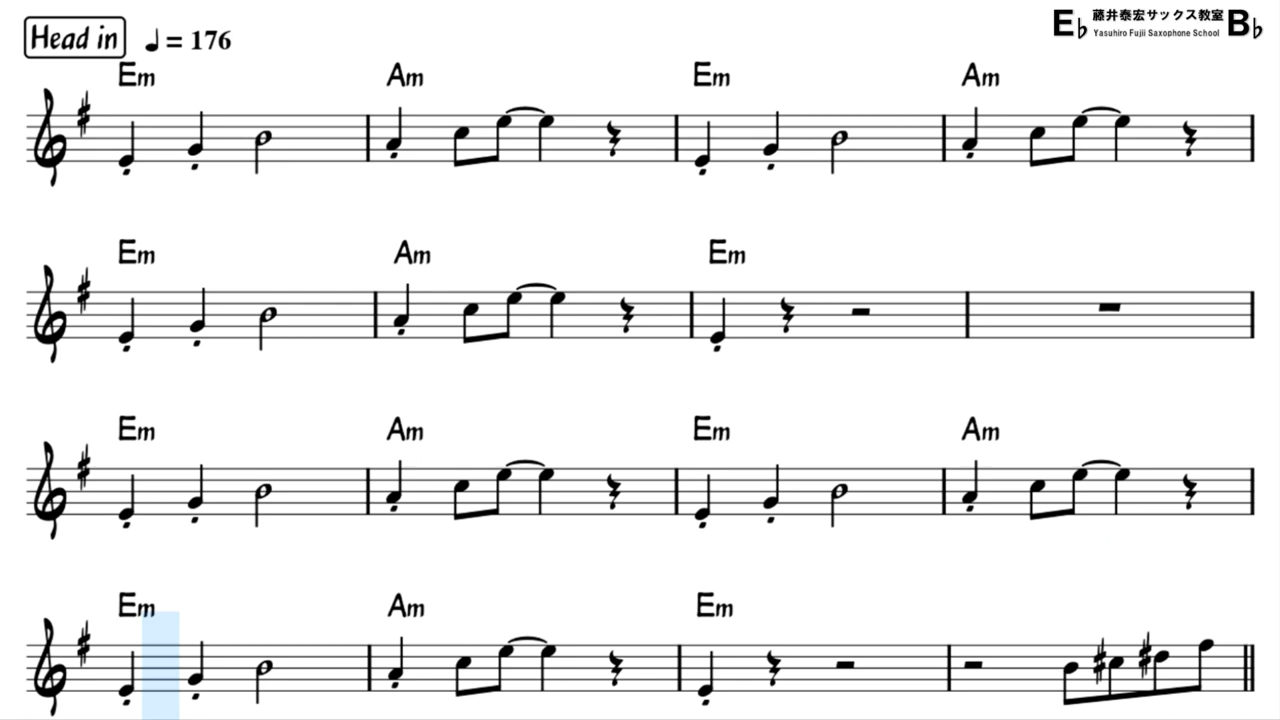 Head in ♩= 176
E♭ 藤井泰宏サックス教室 B♭
Yasuhiro Fujii Saxophone School
Em Am Em Am
Em Am Em
Em Am Em Am
Em Am Em